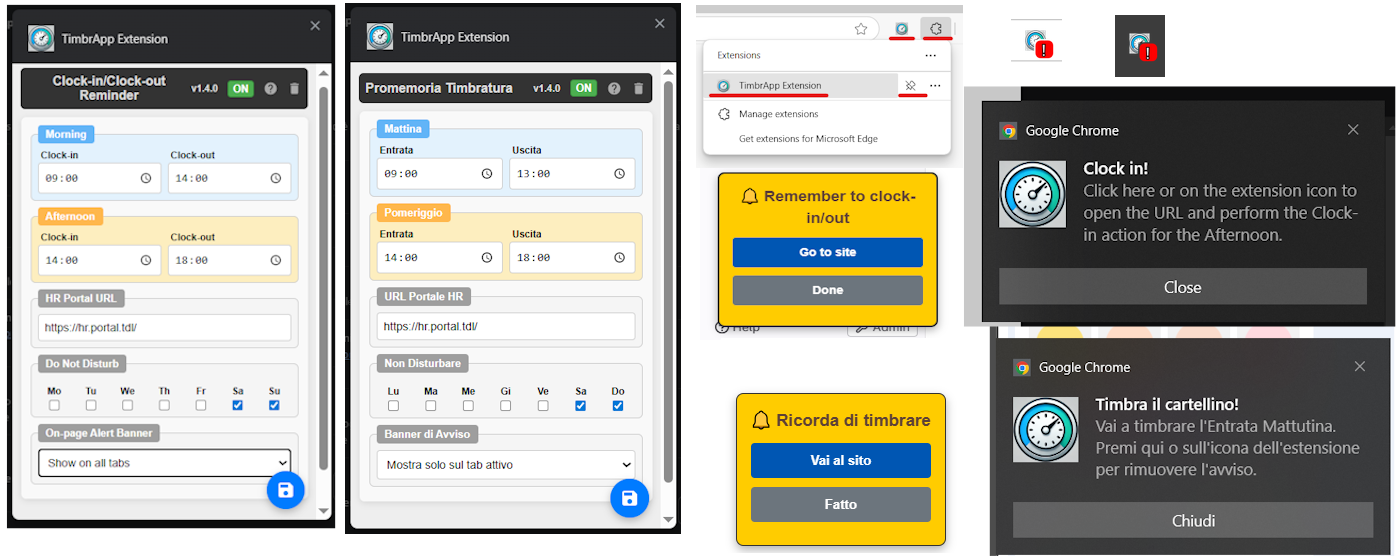 TimbrApp Extension
Clock-in/Clock-out
Reminder
v1.4.0
ON
Morning
Clock-in
Clock-out
09:00
14:00
Afternoon
Clock-in
Clock-out
14:00
18:00
HR Portal URL
https://hr.portal.tdl/
Do Not Disturb
Mo Tu We Th Fr Sa Su
On-page Alert Banner
Show on all tabs
TimbrApp Extension
Promemoria Timbratura
v1.4.0
ON
Mattina
Entrata
Uscita
09:00
13:00
Pomeriggio
Entrata
Uscita
14:00
18:00
URL Portale HR
https://hr.portal.tdl/
Non Disturbare
Lu Ma Me Gi Ve Sa Do
Banner di Avviso
Mostra solo sul tab attivo
Extensions
TimbrApp Extension
Manage extensions
Get extensions for Microsoft Edge
Remember to clock-
in/out
Go to site
Done
Help
Admin
Ricorda di timbrare
Vai al sito
Fatto
Google Chrome
Clock in!
Click here or on the extension icon to
open the URL and perform the Clock-
in action for the Afternoon.
Close
Google Chrome
Timbra il cartellino!
Vai a timbrare l'Entrata Mattutina.
Premi qui o sull'icona dell'estensione
per rimuovere l'avviso.
Chiudi